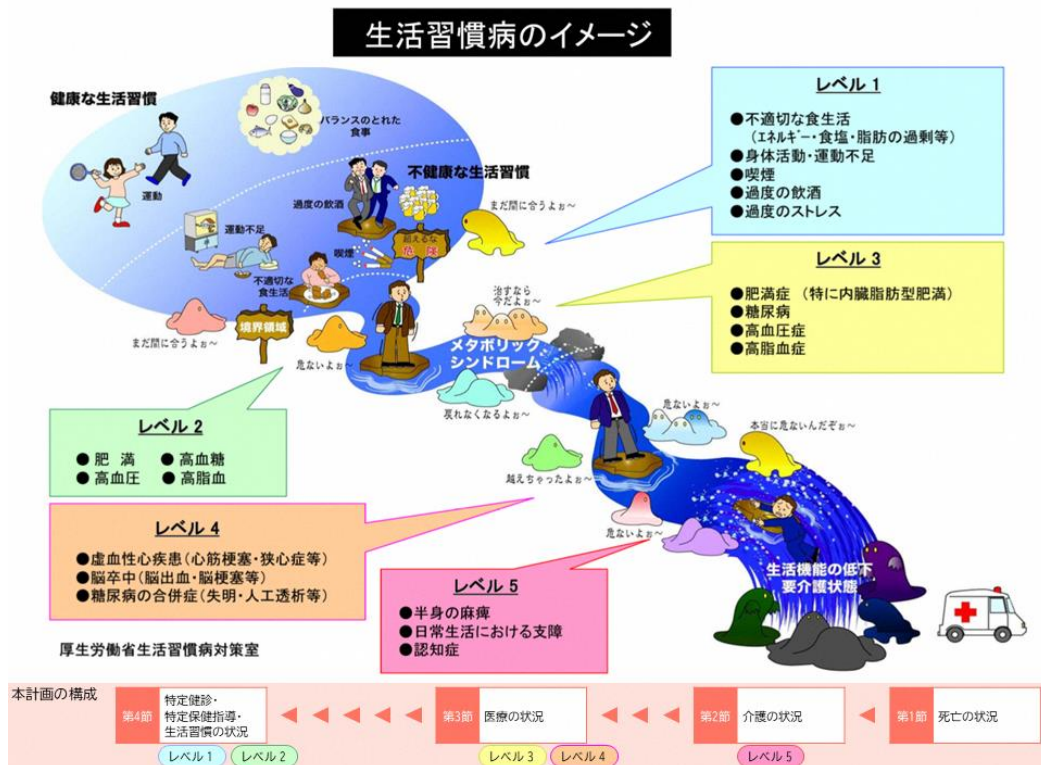 生活習慣病のイメージ
健康な生活習慣
バランスのとれた
食事
運動
不健康な生活習慣
過度の飲酒
運動不足
喫煙
超えるな
危険
不適切な
食生活
まだ間に合うよぉ~
境界領域
まだ間に合うよぉ~
危ないよぉ~
治すなら
今だよぉ~
メタボリック
シンドローム
戻れなくなるよぉ~
危ないよぉ~
越えちゃったよぉ~
本当に危ないんだぞぉ~
危ないよぉ~
生活機能の低下
要介護状態
レベル 1
●不適切な食生活
(エネルギー・食塩・脂肪の過剰等)
●身体活動・運動不足
●喫煙
●過度の飲酒
●過度のストレス
レベル 3
●肥満症 (特に内臓脂肪型肥満)
●糖尿病
●高血圧症
●高脂血症
レベル 2
● 肥 満 ● 高血糖
● 高血圧 ● 高脂血
レベル 4
●虚血性心疾患(心筋梗塞・狭心症等)
●脳卒中(脳出血・脳梗塞等)
●糖尿病の合併症(失明・人工透析等)
レベル 5
●半身の麻痺
●日常生活における支障
●認知症
厚生労働省生活習慣病対策室
本計画の構成
第4節
特定健診・
特定保健指導・
生活習慣の状況
第3節 医療の状況
第2節 介護の状況
第1節 死亡の状況
レベル 1 レベル 2 レベル 3 レベル 4 レベル 5